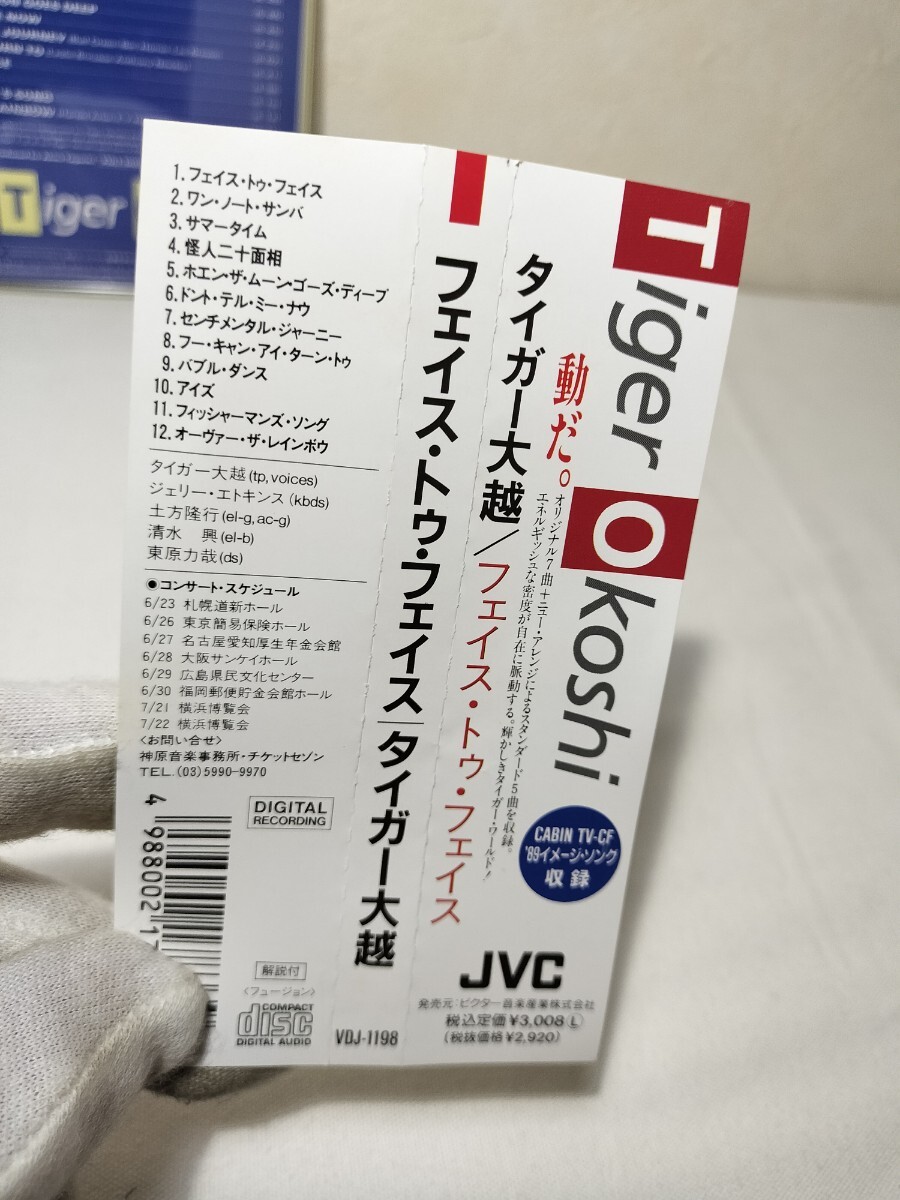 GOES DEEP
NOW
JOURNEY
RAINBOW
Tiger
1.フェイス・トゥ・フェイス
2.ワン・ノート・サンバ
3.サマータイム
4.怪人二十面相
5.ホエン・ザ・ムーン・ゴーズ・ディープ
6.ドント・テル・ミー・ナウ
7.センチメンタル・ジャーニー
8.フー・キャン・アイ・ターン・トゥ
9.バブル・ダンス
10.アイズ
11.フィッシャーマンズ・ソング
12.オーヴァー・ザ・レインボウ
タイガー大越(tp,voices)
ジェリー・エトキンス(kbds)
土方隆行(el-g,ac-g)
清水　興(el-b)
東原力哉(ds)
●コンサート・スケジュール
6/23 札幌道新ホール
6/26 東京簡易保険ホール
6/27 名古屋愛知厚生年金会館
6/28 大阪サンケイホール
6/29 広島県民文化センター
6/30 福岡郵便貯金会館ホール
7/21 横浜博覧会
7/22 横浜博覧会
〈お問い合せ〉
神原音楽事務所・チケットセゾン
TEL.(03)5990-9970
4 988002 1
DIGITAL
RECORDING
解説付
〈フュージョン〉
COMPACT
disc
DIGITAL AUDIO
フェイス・トゥ・フェイス|タイガー大越
VDJ-1198
タイガー大越/フェイス・トゥ・フェイス
動だ。
オリジナル7曲+ニュー・アレンジによるスタンダード5曲を収録。
エネルギッシュな密度が自在に脈動する。輝かしきタイガー・ワールド!
Tiger Okoshi
CABIN TV-CF
'89イメージ・ソング
収録
JVC
発売元:ビクター音楽産業株式会社
税込定価¥3,008Ⓛ
(税抜価格¥2,920)